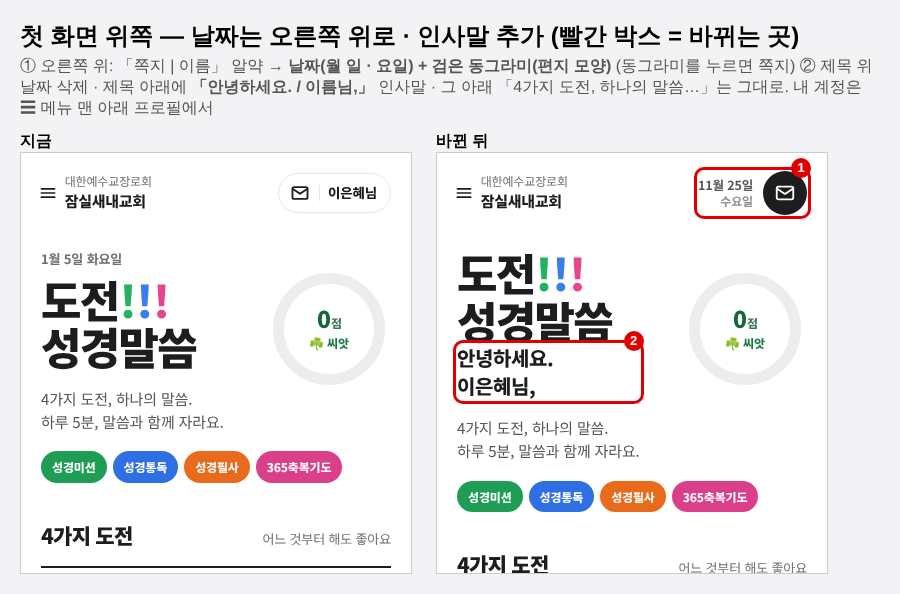 첫 화면 위쪽 — 날짜는 오른쪽 위로 · 인사말 추가 (빨간 박스 = 바뀌는 곳)
① 오른쪽 위: 「쪽지 | 이름」 알약 → 날짜(월 일 · 요일) + 검은 동그라미(편지 모양) (동그라미를 누르면 쪽지) ② 제목 위
날짜 삭제 · 제목 아래에 「안녕하세요. / 이름님,」 인사말 · 그 아래 「4가지 도전, 하나의 말씀…」는 그대로. 내 계정은
☰ 메뉴 맨 아래 프로필에서
지금
대한예수교장로회
잠실새내교회
이은혜님
1월 5일 화요일
도전!!!
성경말씀
0점
☘️ 씨앗
4가지 도전, 하나의 말씀.
하루 5분, 말씀과 함께 자라요.
성경미션 성경통독 성경필사 365축복기도
4가지 도전
어느 것부터 해도 좋아요
바뀐 뒤
대한예수교장로회
잠실새내교회
11월 25일
수요일
1
도전!!!
성경말씀
2
안녕하세요.
이은혜님,
0점
☘️ 씨앗
4가지 도전, 하나의 말씀.
하루 5분, 말씀과 함께 자라요.
성경미션 성경통독 성경필사 365축복기도
4가지 도전
어느 것부터 해도 좋아요